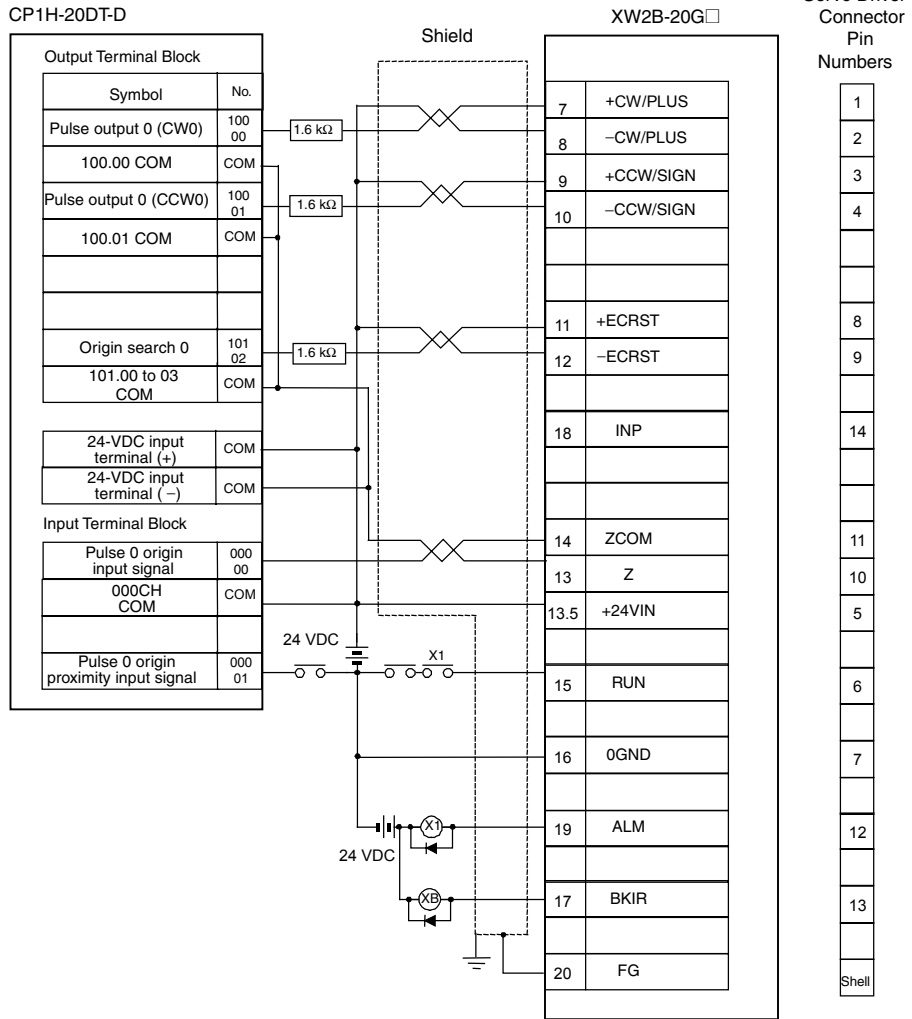 CP1H-20DT-D
XW2B-20G□
Connector
Pin
Numbers
Shield
Output Terminal Block
Symbol No.
Pulse output 0 (CW0) 100 00
100.00 COM COM
Pulse output 0 (CCW0) 100 01
100.01 COM COM
Origin search 0 101 02
101.00 to 03 COM COM
24-VDC input terminal (+) COM
24-VDC input terminal ( −) COM
Input Terminal Block
Pulse 0 origin input signal 000 00
000CH COM COM
Pulse 0 origin proximity input signal 000 01
1.6 kΩ
1.6 kΩ
1.6 kΩ
24 VDC
X1
24 VDC
X1
XB
7 +CW/PLUS 1
8 −CW/PLUS 2
9 +CCW/SIGN 3
10 −CCW/SIGN 4
11 +ECRST 8
12 −ECRST 9
18 INP 14
14 ZCOM 11
13 Z 10
13.5 +24VIN 5
15 RUN 6
16 0GND 7
19 ALM 12
17 BKIR 13
20 FG Shell